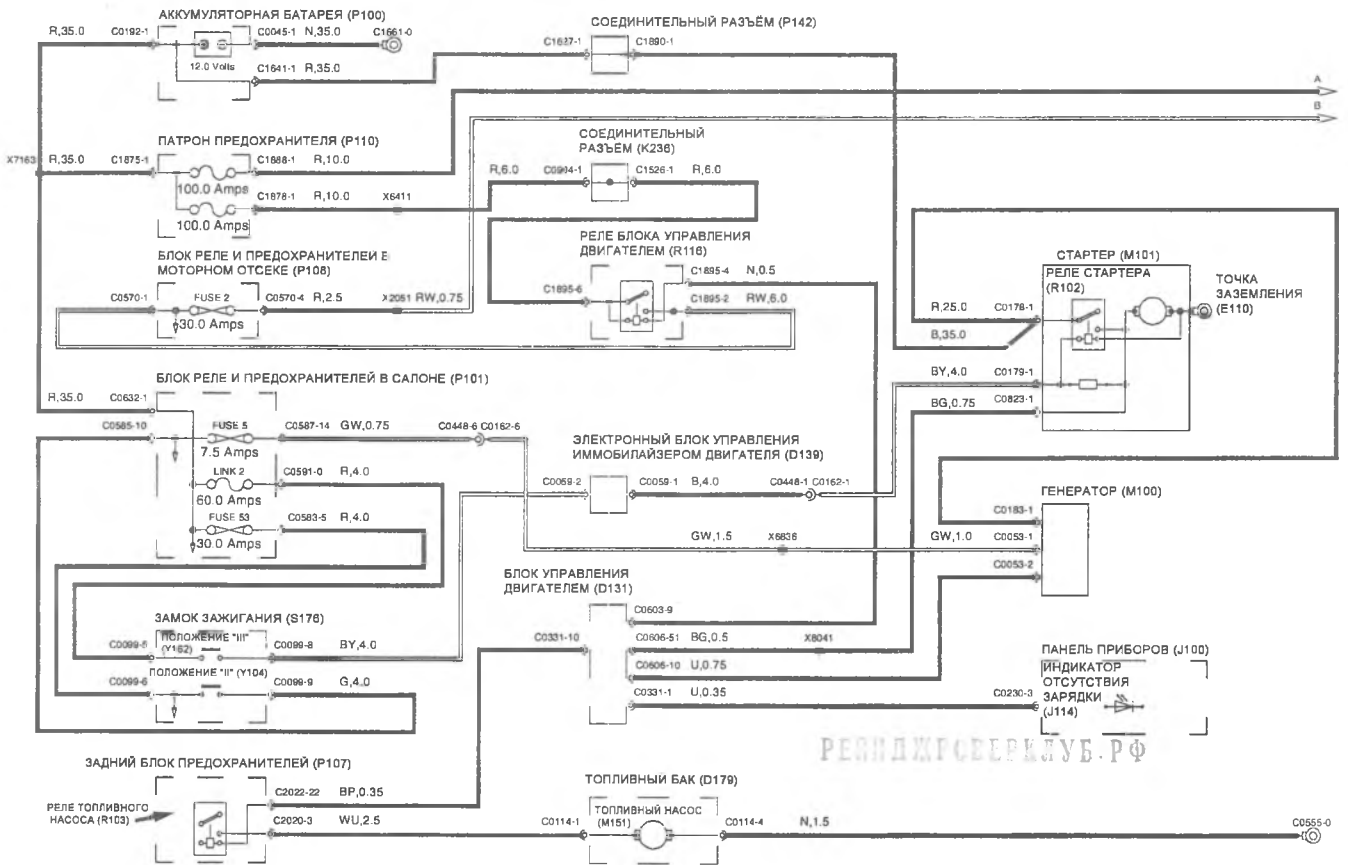 АККУМУЛЯТОРНАЯ БАТАРЕЯ (P100)
R,35.0 C0192-1 C0045-1 N,35.0 C1661-0
12.0 Volts
C1641-1 R,35.0
СОЕДИНИТЕЛЬНЫЙ РАЗЪЁМ (P142)
C1627-1 C1890-1
A
B
ПАТРОН ПРЕДОХРАНИТЕЛЯ (P110)
X7163 R,35.0 C1875-1 C1688-1 R,10.0
100.0 Amps
C1878-1 R,10.0 X6411
100.0 Amps
СОЕДИНИТЕЛЬНЫЙ
РАЗЪЕМ (K236)
R,6.0 C0904-1 C1526-1 R,6.0
БЛОК РЕЛЕ И ПРЕДОХРАНИТЕЛЕЙ В
МОТОРНОМ ОТСЕКЕ (P108)
C0570-1 FUSE 2 C0570-4 R,2.5 X2051 RW,0.75
30.0 Amps
РЕЛЕ БЛОКА УПРАВЛЕНИЯ
ДВИГАТЕЛЕМ (R116)
C1895-4 N,0.5
C1895-6
C1895-2 RW,6.0
СТАРТЕР (M101)
РЕЛЕ СТАРТЕРА
(R102)
ТОЧКА
ЗАЗЕМЛЕНИЯ
(E110)
R,25.0 C0178-1
B,35.0
BY,4.0 C0179-1
BG,0.75 C0823-1
БЛОК РЕЛЕ И ПРЕДОХРАНИТЕЛЕЙ В САЛОНЕ (P101)
R,35.0 C0632-1
C0585-10 FUSE 5 C0587-14 GW,0.75 C0448-6 C0162-6
7.5 Amps
LINK 2 C0591-0 R,4.0
60.0 Amps
FUSE 53 C0583-5 R,4.0
30.0 Amps
ЭЛЕКТРОННЫЙ БЛОК УПРАВЛЕНИЯ
ИММОБИЛАЙЗЕРОМ ДВИГАТЕЛЯ (D139)
C0059-2 C0059-1 B,4.0 C0448-1 C0162-1
GW,1.5 X6836
ГЕНЕРАТОР (M100)
C0183-1
GW,1.0 C0053-1
C0053-2
БЛОК УПРАВЛЕНИЯ
ДВИГАТЕЛЕМ (D131)
C0603-9
C0331-10 C0606-51 BG,0.5 X8041
C0606-10 U,0.75
C0331-1 U,0.35
ЗАМОК ЗАЖИГАНИЯ (S176)
ПОЛОЖЕНИЕ "III"
(Y162)
C0099-5 C0099-8 BY,4.0
ПОЛОЖЕНИЕ "II" (Y104)
C0099-6 C0099-9 G,4.0
ПАНЕЛЬ ПРИБОРОВ (J100)
ИНДИКАТОР
ОТСУТСТВИЯ
ЗАРЯДКИ
(J114)
C0230-3
ЗАДНИЙ БЛОК ПРЕДОХРАНИТЕЛЕЙ (P107)
РЕЛЕ ТОПЛИВНОГО
НАСОСА (R103)
C2022-22 BP,0.35
C2020-3 WU,2.5
ТОПЛИВНЫЙ БАК (D179)
ТОПЛИВНЫЙ НАСОС
(M151)
C0114-1 C0114-4 N,1.5 C0555-0
РЕЙНДЖРОВЕРКЛУБ.РФ